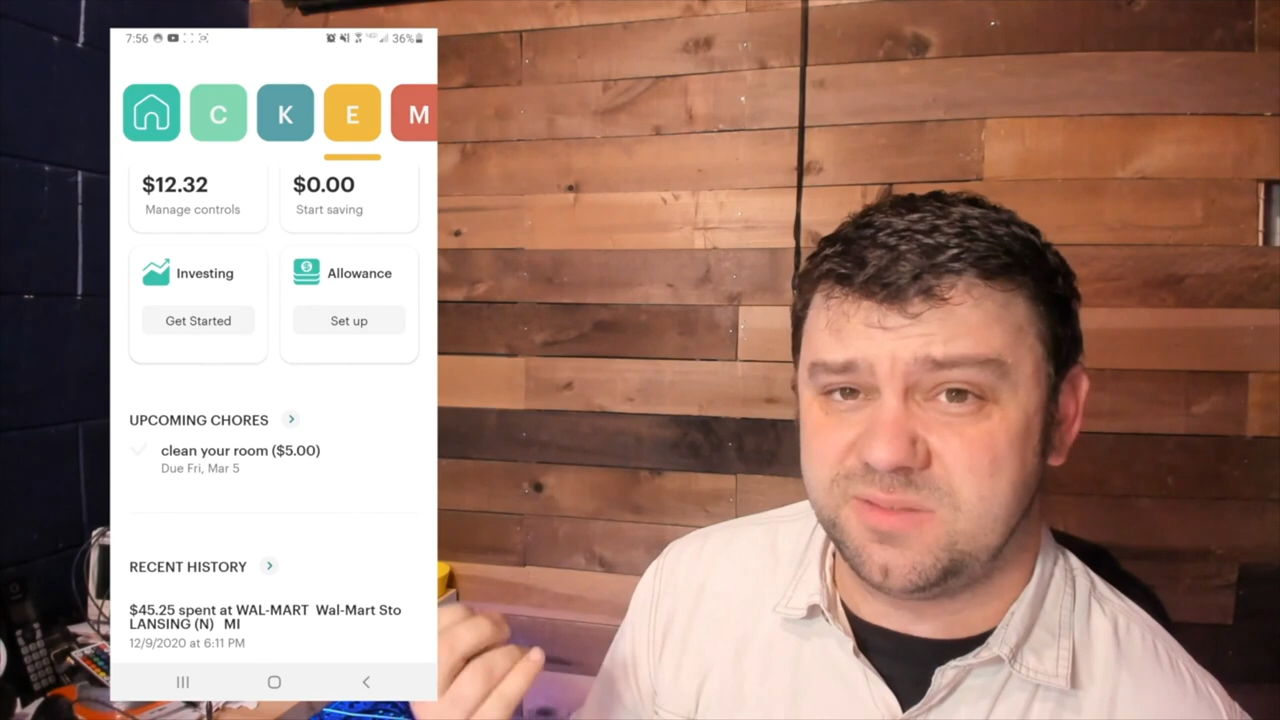 7:56 36%
C K E M
$12.32 $0.00
Manage controls Start saving
Investing Allowance
Get Started Set up
UPCOMING CHORES
clean your room ($5.00)
Due Fri, Mar 5
RECENT HISTORY
$45.25 spent at WAL-MART Wal-Mart Sto
LANSING (N) MI
12/9/2020 at 6:11 PM